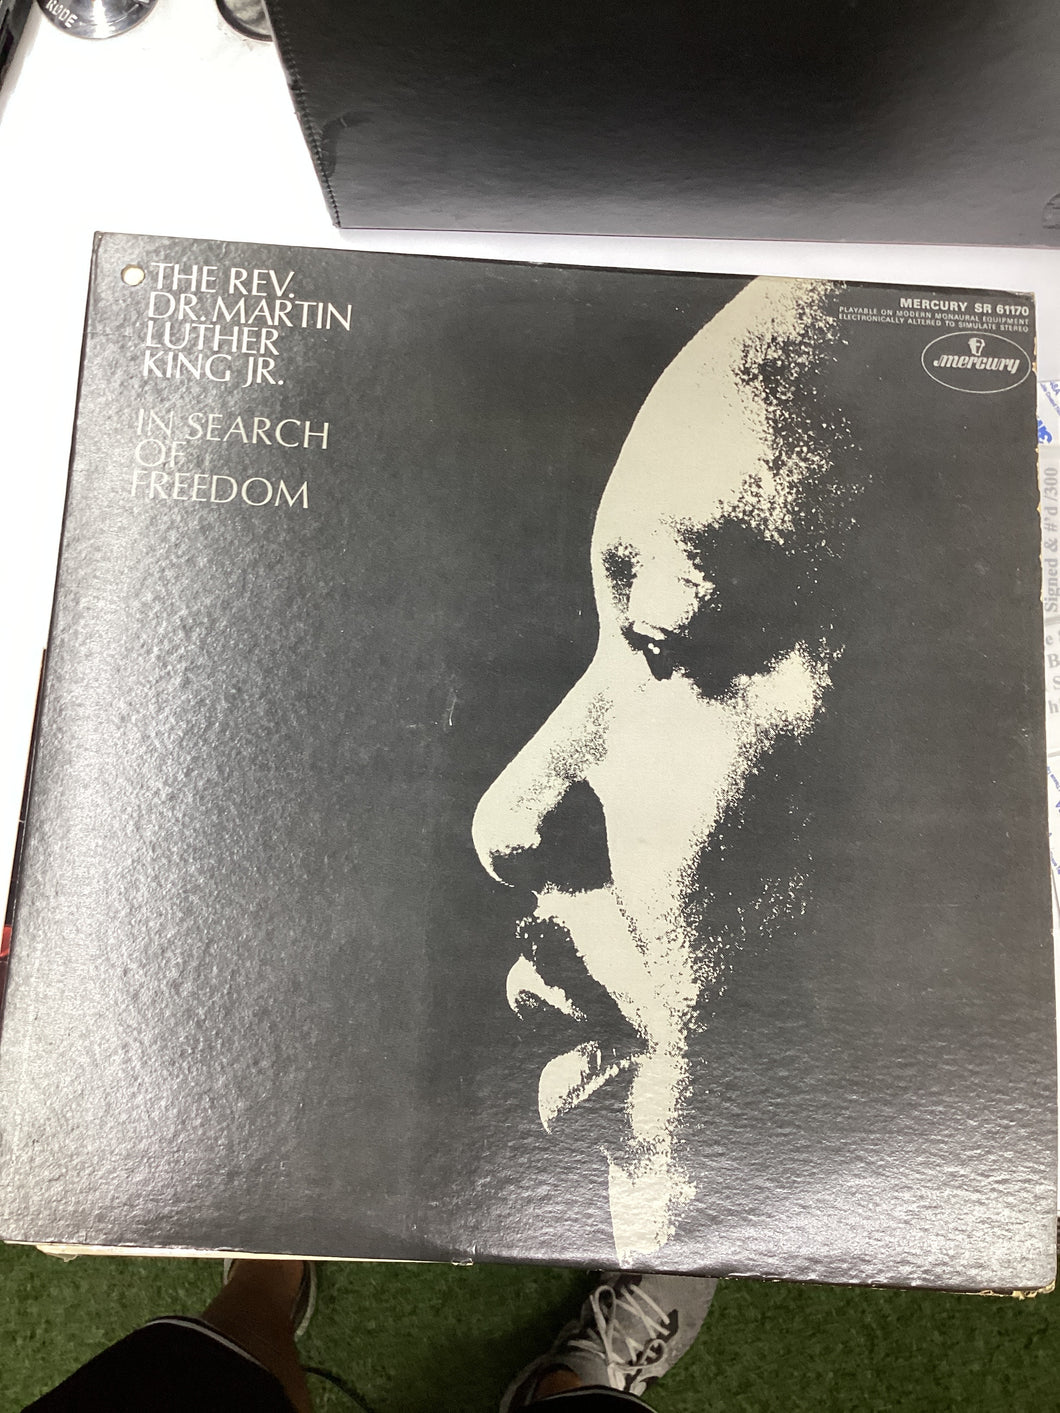 RODE
THE REV.
DR. MARTIN
LUTHER
KING JR.
IN SEARCH
OF
FREEDOM
MERCURY SR 61170
PLAYABLE ON MODERN MONAURAL EQUIPMENT
ELECTRONICALLY ALTERED TO SIMULATE STEREO
mercury
Signed & #'d /300